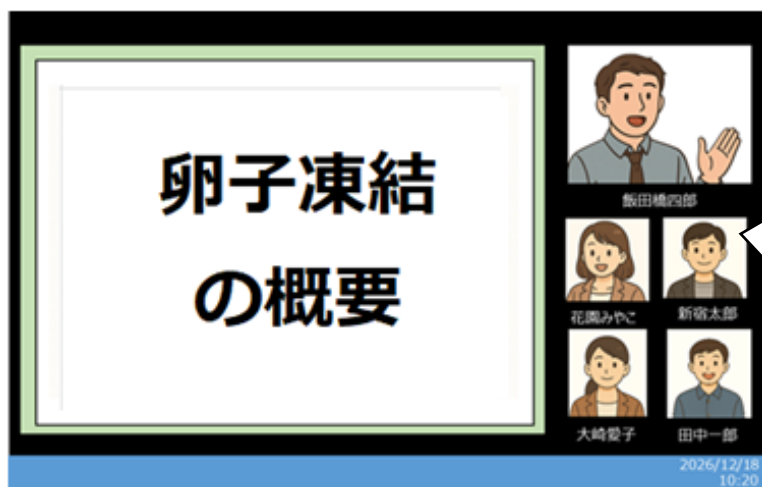 卵子凍結
の概要
飯田橋四郎
花園みやこ
新宿太郎
大崎愛子
田中一郎
2026/12/18
10:20